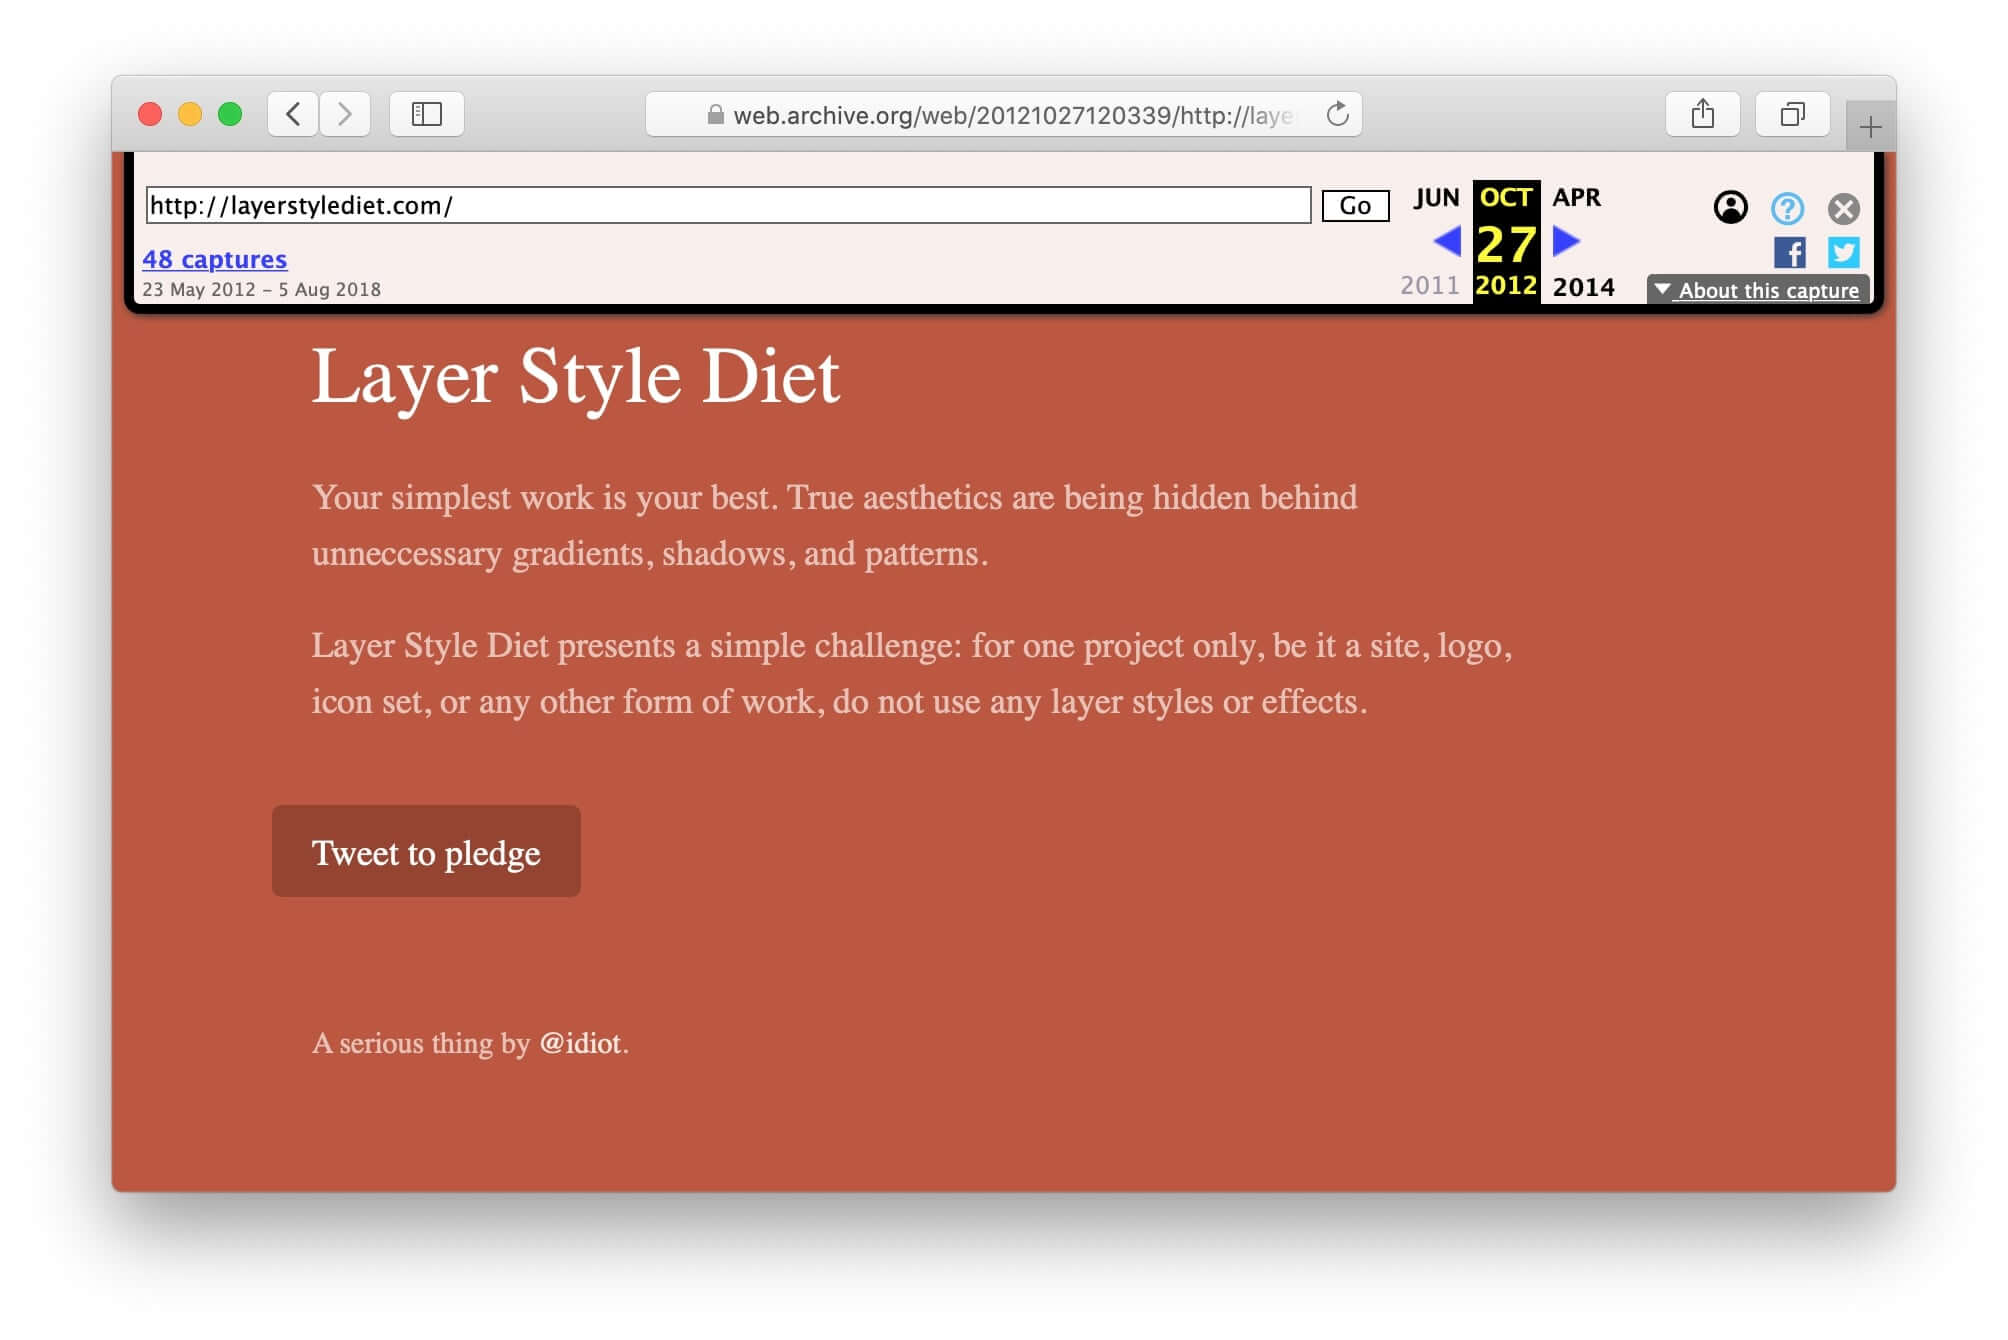 web.archive.org/web/20121027120339/http://laye
http://layerstylediet.com/
Go
JUN OCT APR
27
48 captures
23 May 2012 – 5 Aug 2018
2011 2012 2014
About this capture
Layer Style Diet
Your simplest work is your best. True aesthetics are being hidden behind
unneccessary gradients, shadows, and patterns.
Layer Style Diet presents a simple challenge: for one project only, be it a site, logo,
icon set, or any other form of work, do not use any layer styles or effects.
Tweet to pledge
A serious thing by @idiot.